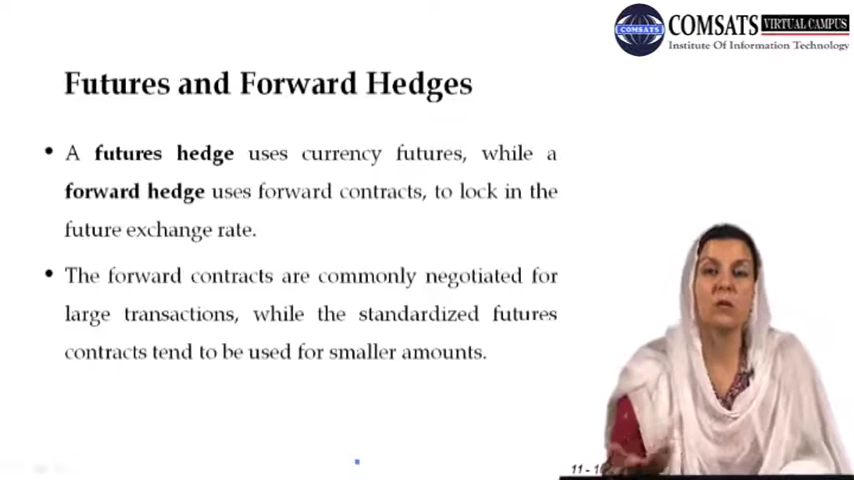 COMSATS VIRTUAL CAMPUS
COMSATS
Institute Of Information Technology
Futures and Forward Hedges
• A futures hedge uses currency futures, while a
forward hedge uses forward contracts, to lock in the
future exchange rate.
• The forward contracts are commonly negotiated for
large transactions, while the standardized futures
contracts tend to be used for smaller amounts.